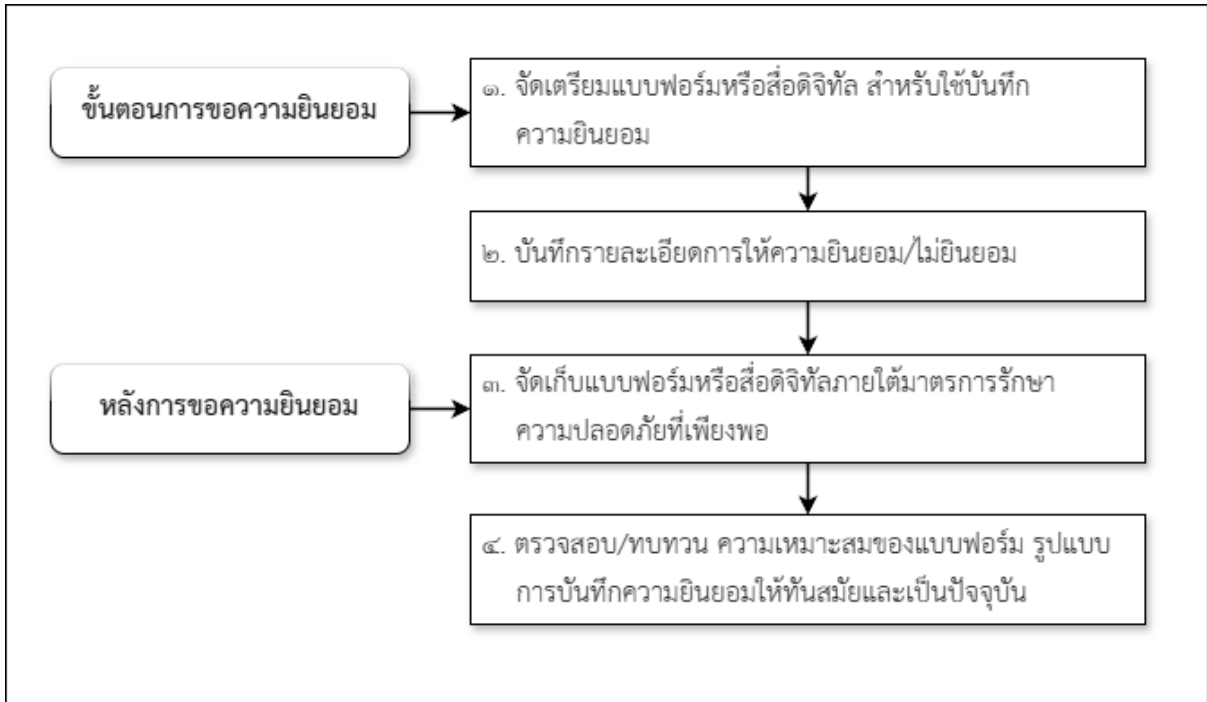 ขั้นตอนการขอความยินยอม
๑. จัดเตรียมแบบฟอร์มหรือสื่อดิจิทัล สำหรับใช้บันทึก
ความยินยอม
๒. บันทึกรายละเอียดการให้ความยินยอม/ไม่ยินยอม
หลังการขอความยินยอม
๓. จัดเก็บแบบฟอร์มหรือสื่อดิจิทัลภายใต้มาตรการรักษา
ความปลอดภัยที่เพียงพอ
๔. ตรวจสอบ/ทบทวน ความเหมาะสมของแบบฟอร์ม รูปแบบ
การบันทึกความยินยอมให้ทันสมัยและเป็นปัจจุบัน